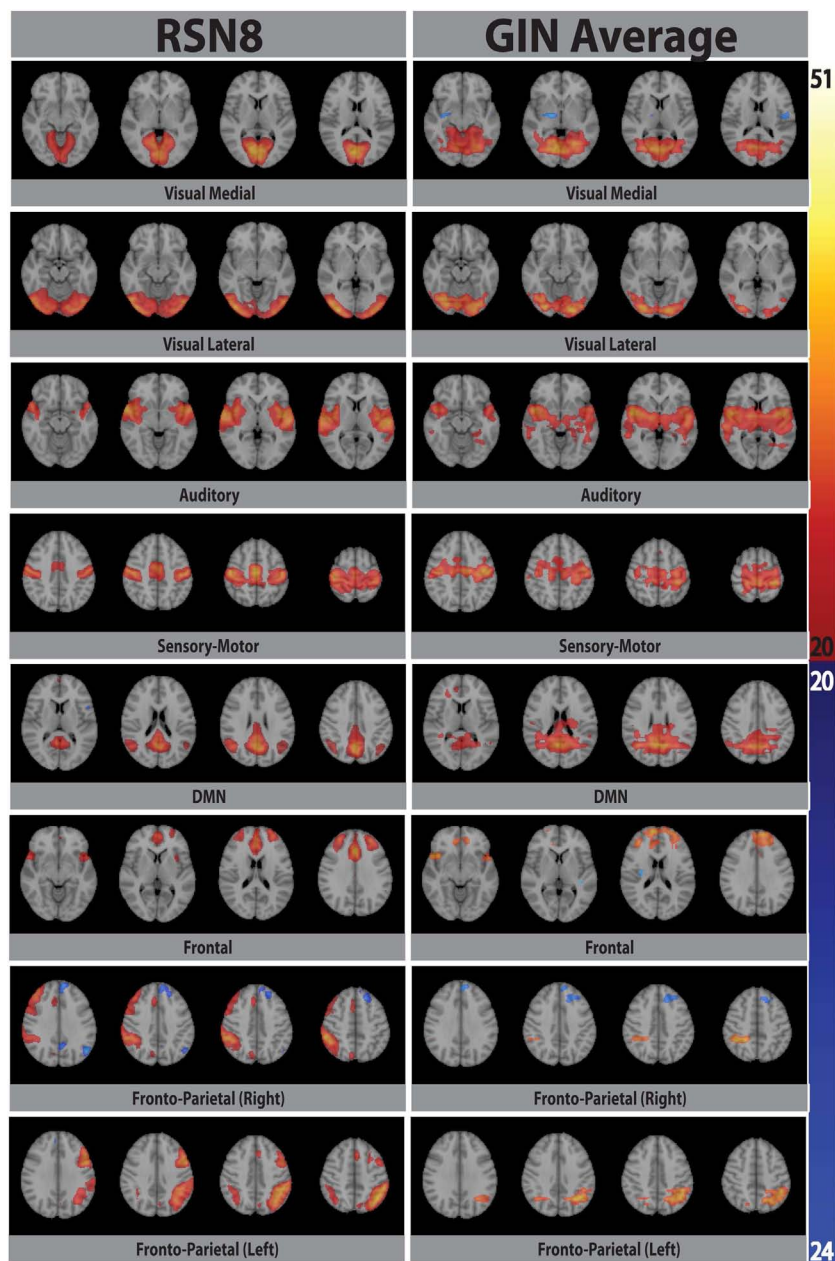 RSN8 GIN Average
51
Visual Medial Visual Medial
Visual Lateral Visual Lateral
Auditory Auditory
Sensory-Motor Sensory-Motor
20
20
DMN DMN
Frontal Frontal
Fronto-Parietal (Right) Fronto-Parietal (Right)
Fronto-Parietal (Left) Fronto-Parietal (Left)
24